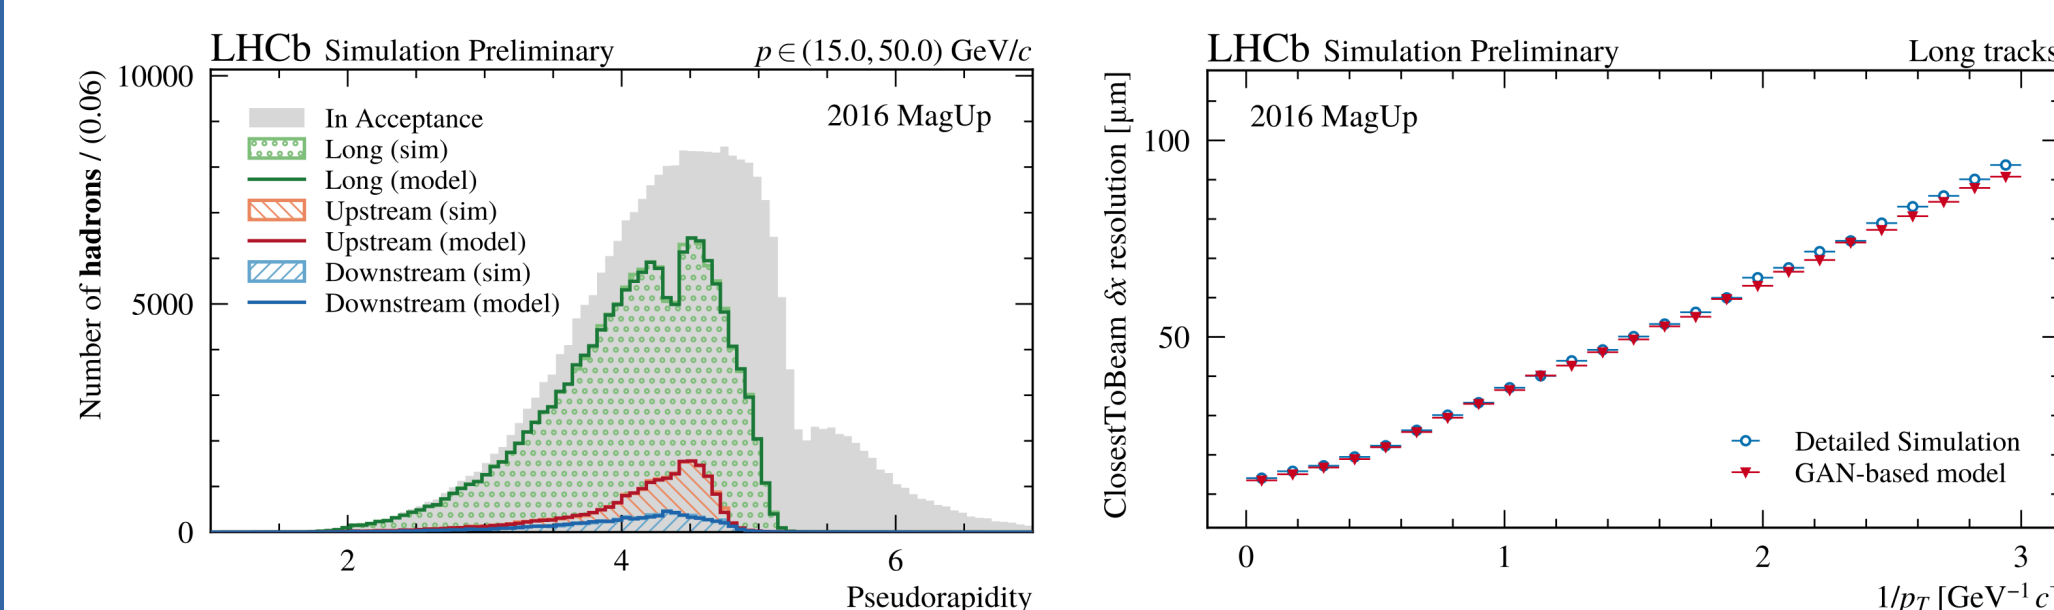 LHCb Simulation Preliminary
p ∈ (15.0, 50.0) GeV/c
Number of hadrons / (0.06)
10000
5000
0
2016 MagUp
In Acceptance
Long (sim)
Long (model)
Upstream (sim)
Upstream (model)
Downstream (sim)
Downstream (model)
2
4
6
Pseudorapidity
LHCb Simulation Preliminary
Long tracks
ClosestToBeam δx resolution [µm]
100
50
2016 MagUp
Detailed Simulation
GAN-based model
0
1
2
3
1/pT [GeV⁻¹ c